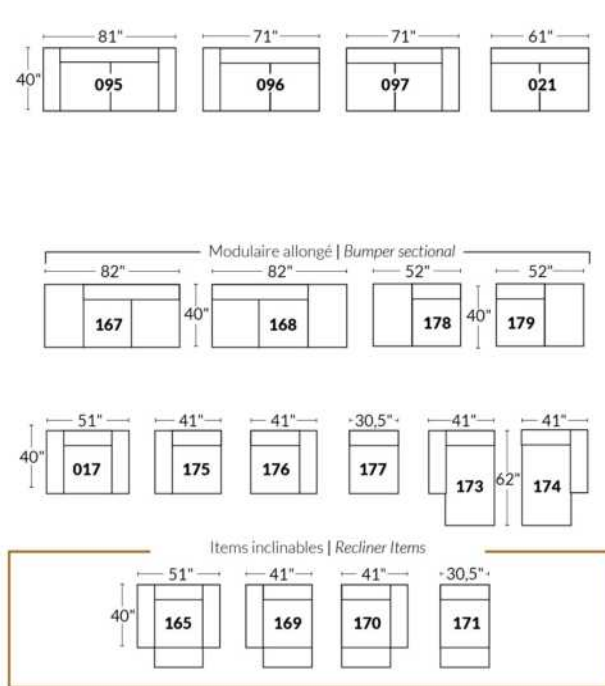 81" 71" 71" 61"
40"
095 096 097 021
Modulaire allongé | Bumper sectional
82" 82" 52" 52"
40" 40"
167 168 178 179
51" 41" 41" 30,5" 41" 41"
40"
017 175 176 177 173 62" 174
Items inclinables | Recliner Items
51" 41" 41" 30,5"
40"
165 169 170 171